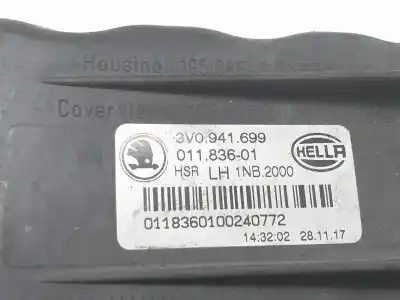 Housing
Cover
3V0.941.699
011.836-01
HSR LH 1NB.2000
HELLA
0118360100240772
14:32:02 28.11.17